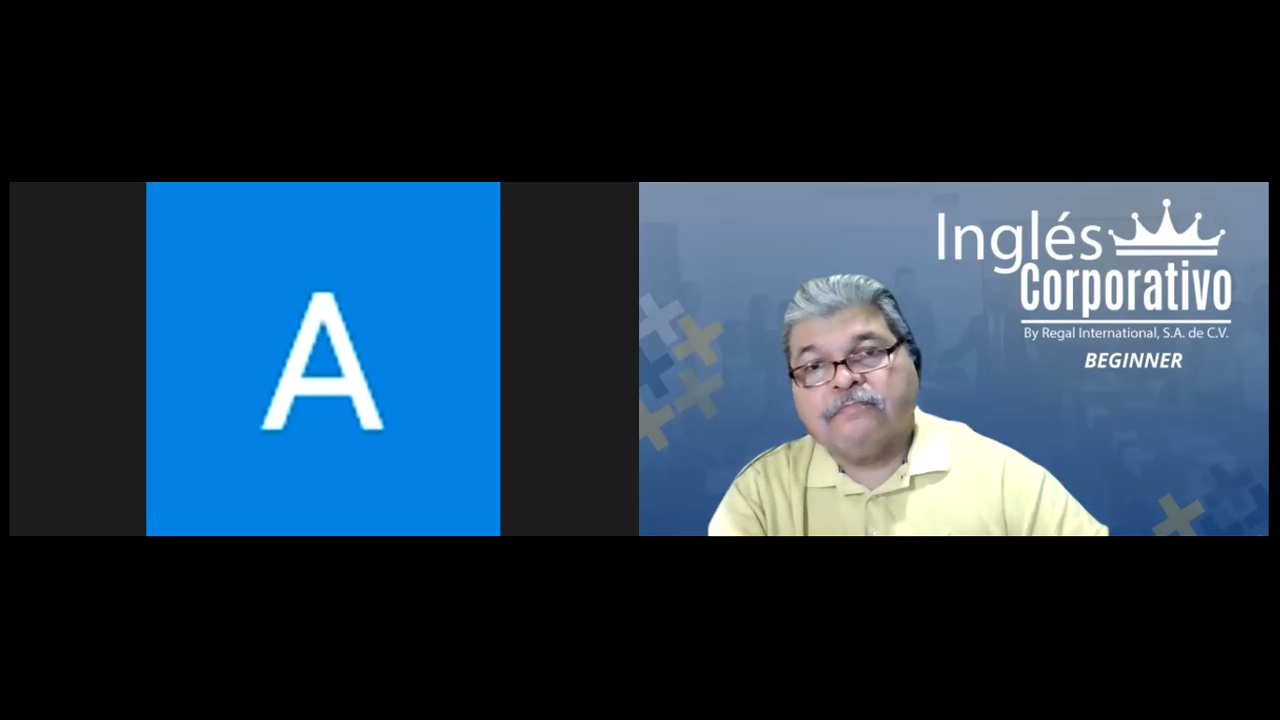 A
Inglés
Corporativo
By Regal International, S.A. de C.V.
BEGINNER